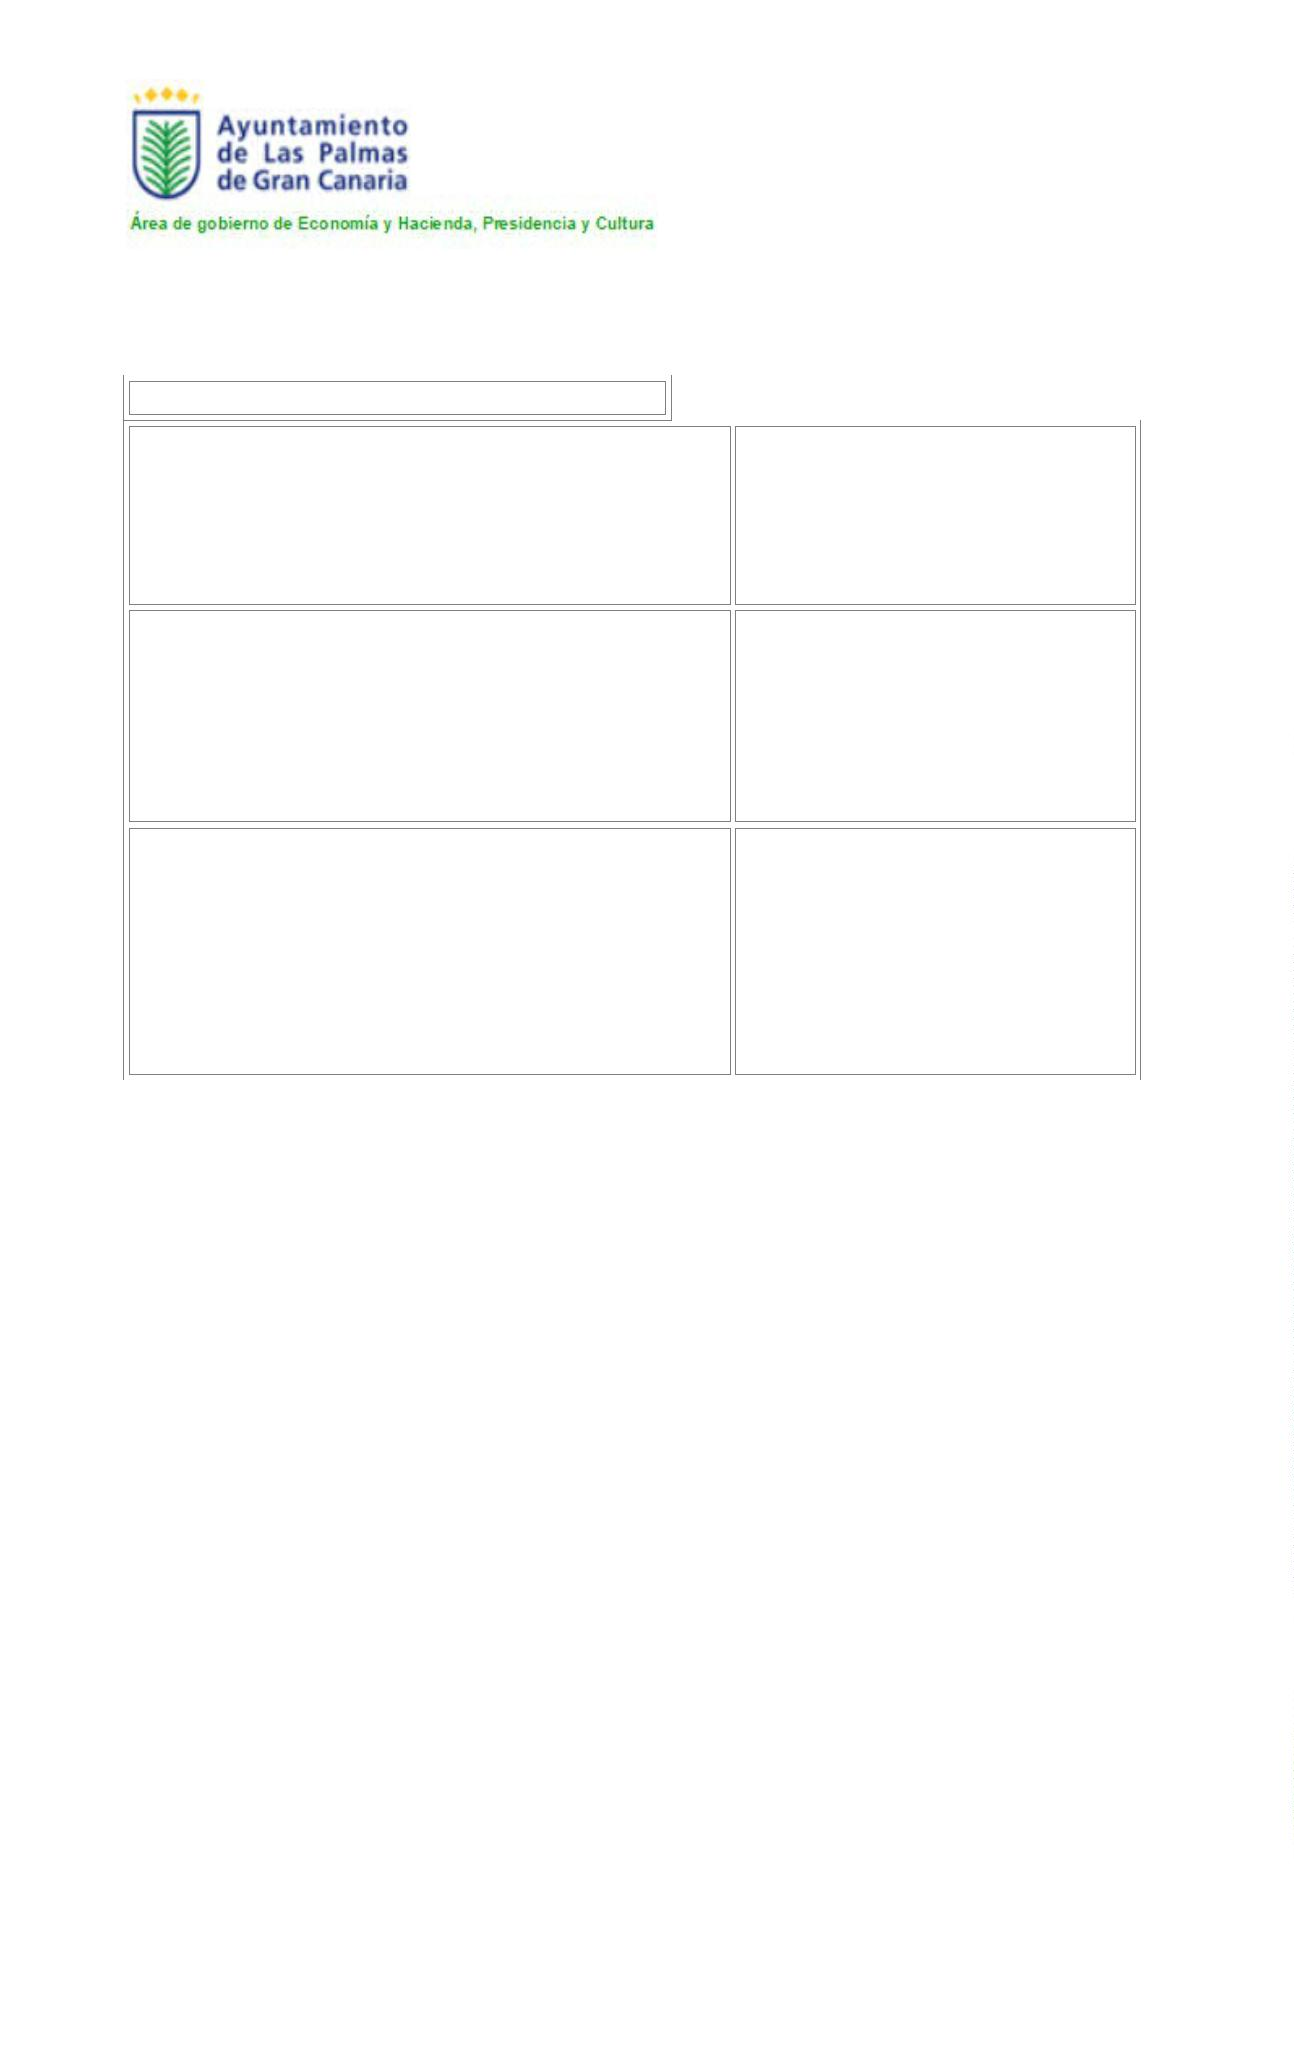 Ayuntamiento
de Las Palmas
de Gran Canaria
Área de gobierno de Economía y Hacienda, Presidencia y Cultura